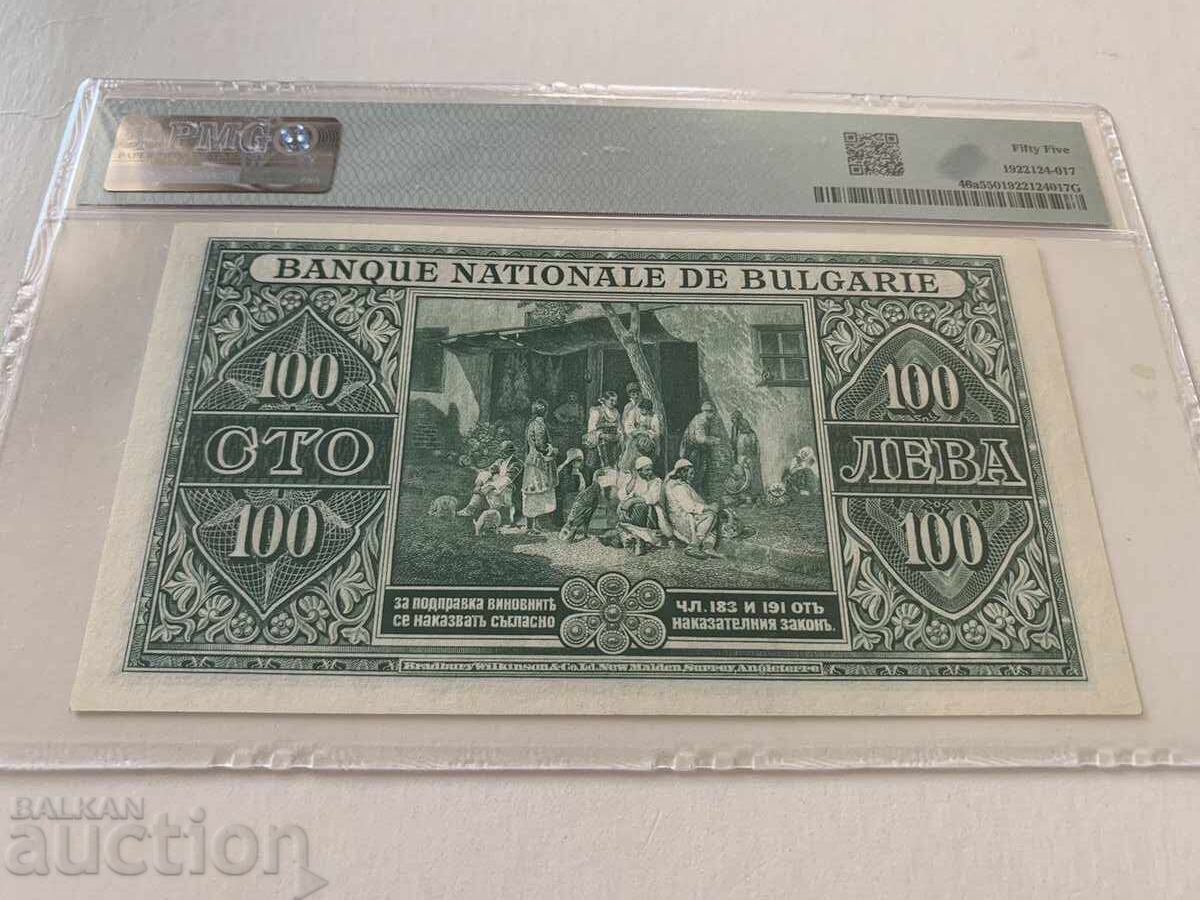 PMG
Fifty Five
1922124-017
46a5501922124017G
BANQUE NATIONALE DE BULGARIE
100
100
СТО
ЛЕВА
100
100
ЗА ПОДПРАВКА ВИНОВНИТѢ
СЕ НАКАЗВАТЪ СЪГЛАСНО
ЧЛ. 183 И 191 ОТЪ
НАКАЗАТЕЛНИЯ ЗАКОНЪ.
Bradbury Wilkinson & Co. Ld. New Malden, Surrey, Angleterre
BALKAN
auction